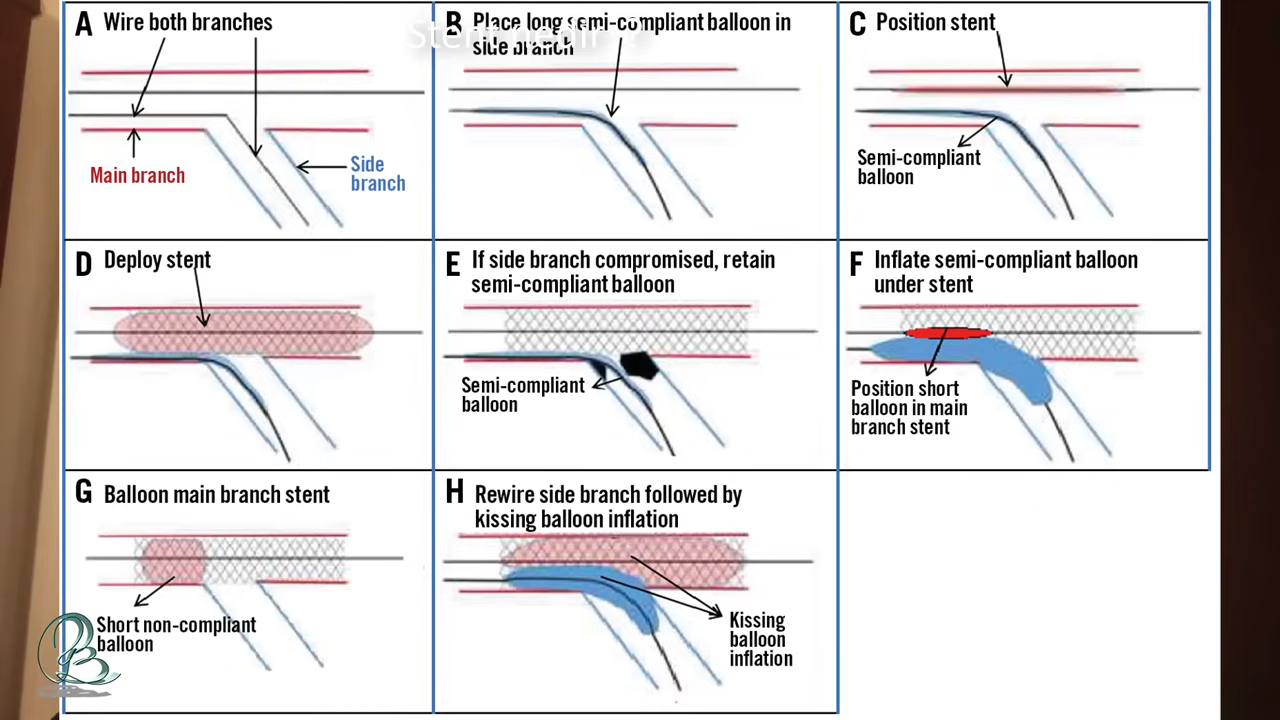 A Wire both branches
Main branch
Side
branch
B Place long semi-compliant balloon in
side branch
C Position stent
Semi-compliant
balloon
D Deploy stent
E If side branch compromised, retain
semi-compliant balloon
Semi-compliant
balloon
F Inflate semi-compliant balloon
under stent
Position short
balloon in main
branch stent
G Balloon main branch stent
Short non-compliant
balloon
H Rewire side branch followed by
kissing balloon inflation
Kissing
balloon
inflation